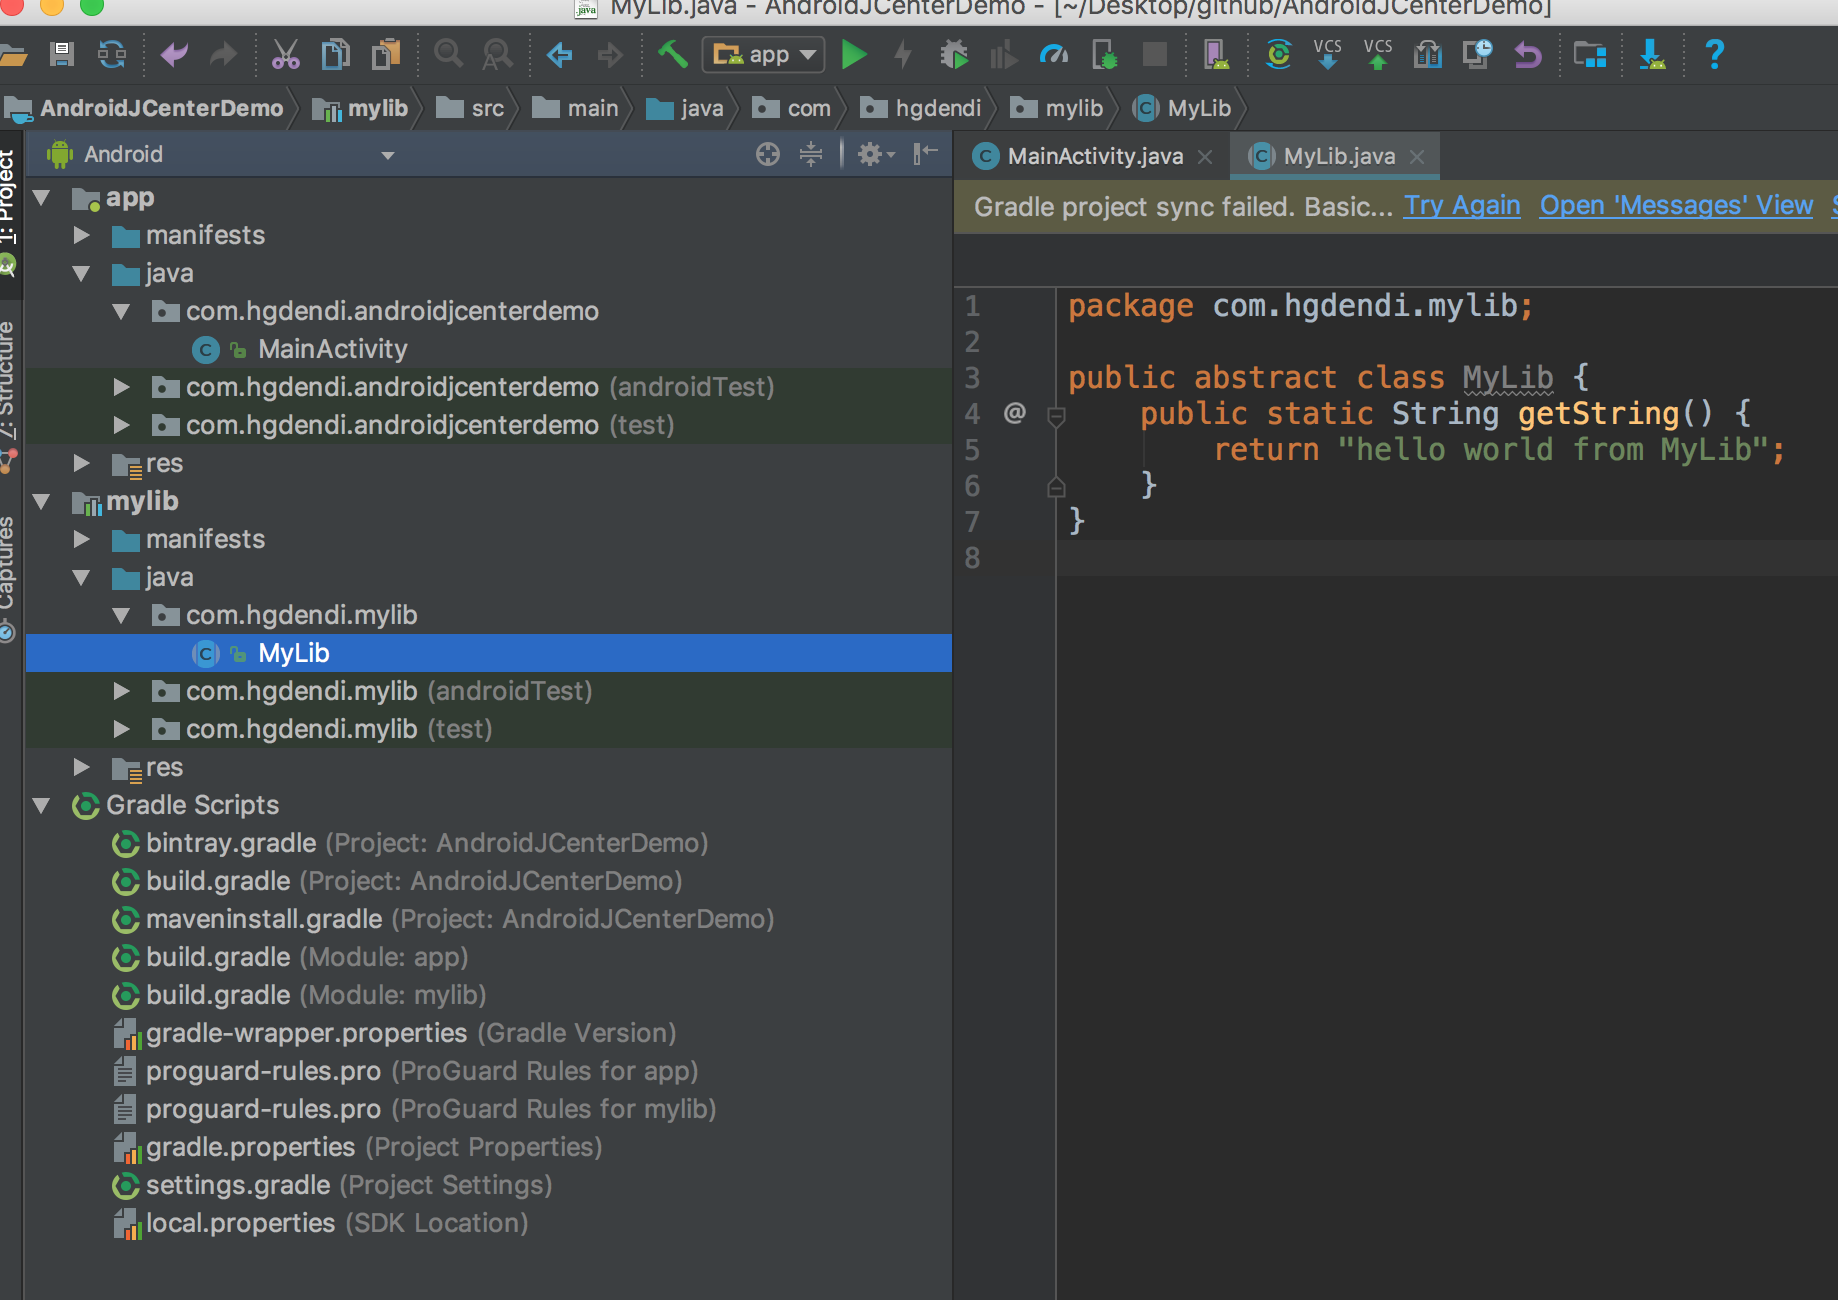 MyLib.java - AndroidJCenterDemo - [~/Desktop/github/AndroidJCenterDemo]
app
VCS
VCS
?
AndroidJCenterDemo
mylib
src
main
java
com
hgdendi
mylib
MyLib
1: Project
Z: Structure
Captures
Android
app
manifests
java
com.hgdendi.androidjcenterdemo
MainActivity
com.hgdendi.androidjcenterdemo (androidTest)
com.hgdendi.androidjcenterdemo (test)
res
mylib
manifests
java
com.hgdendi.mylib
MyLib
com.hgdendi.mylib (androidTest)
com.hgdendi.mylib (test)
res
Gradle Scripts
bintray.gradle (Project: AndroidJCenterDemo)
build.gradle (Project: AndroidJCenterDemo)
maveninstall.gradle (Project: AndroidJCenterDemo)
build.gradle (Module: app)
build.gradle (Module: mylib)
gradle-wrapper.properties (Gradle Version)
proguard-rules.pro (ProGuard Rules for app)
proguard-rules.pro (ProGuard Rules for mylib)
gradle.properties (Project Properties)
settings.gradle (Project Settings)
local.properties (SDK Location)
MainActivity.java
MyLib.java
Gradle project sync failed. Basic... Try Again Open 'Messages' View
1 package com.hgdendi.mylib;
2
3 public abstract class MyLib {
4 @ public static String getString() {
5 return "hello world from MyLib";
6 }
7 }
8